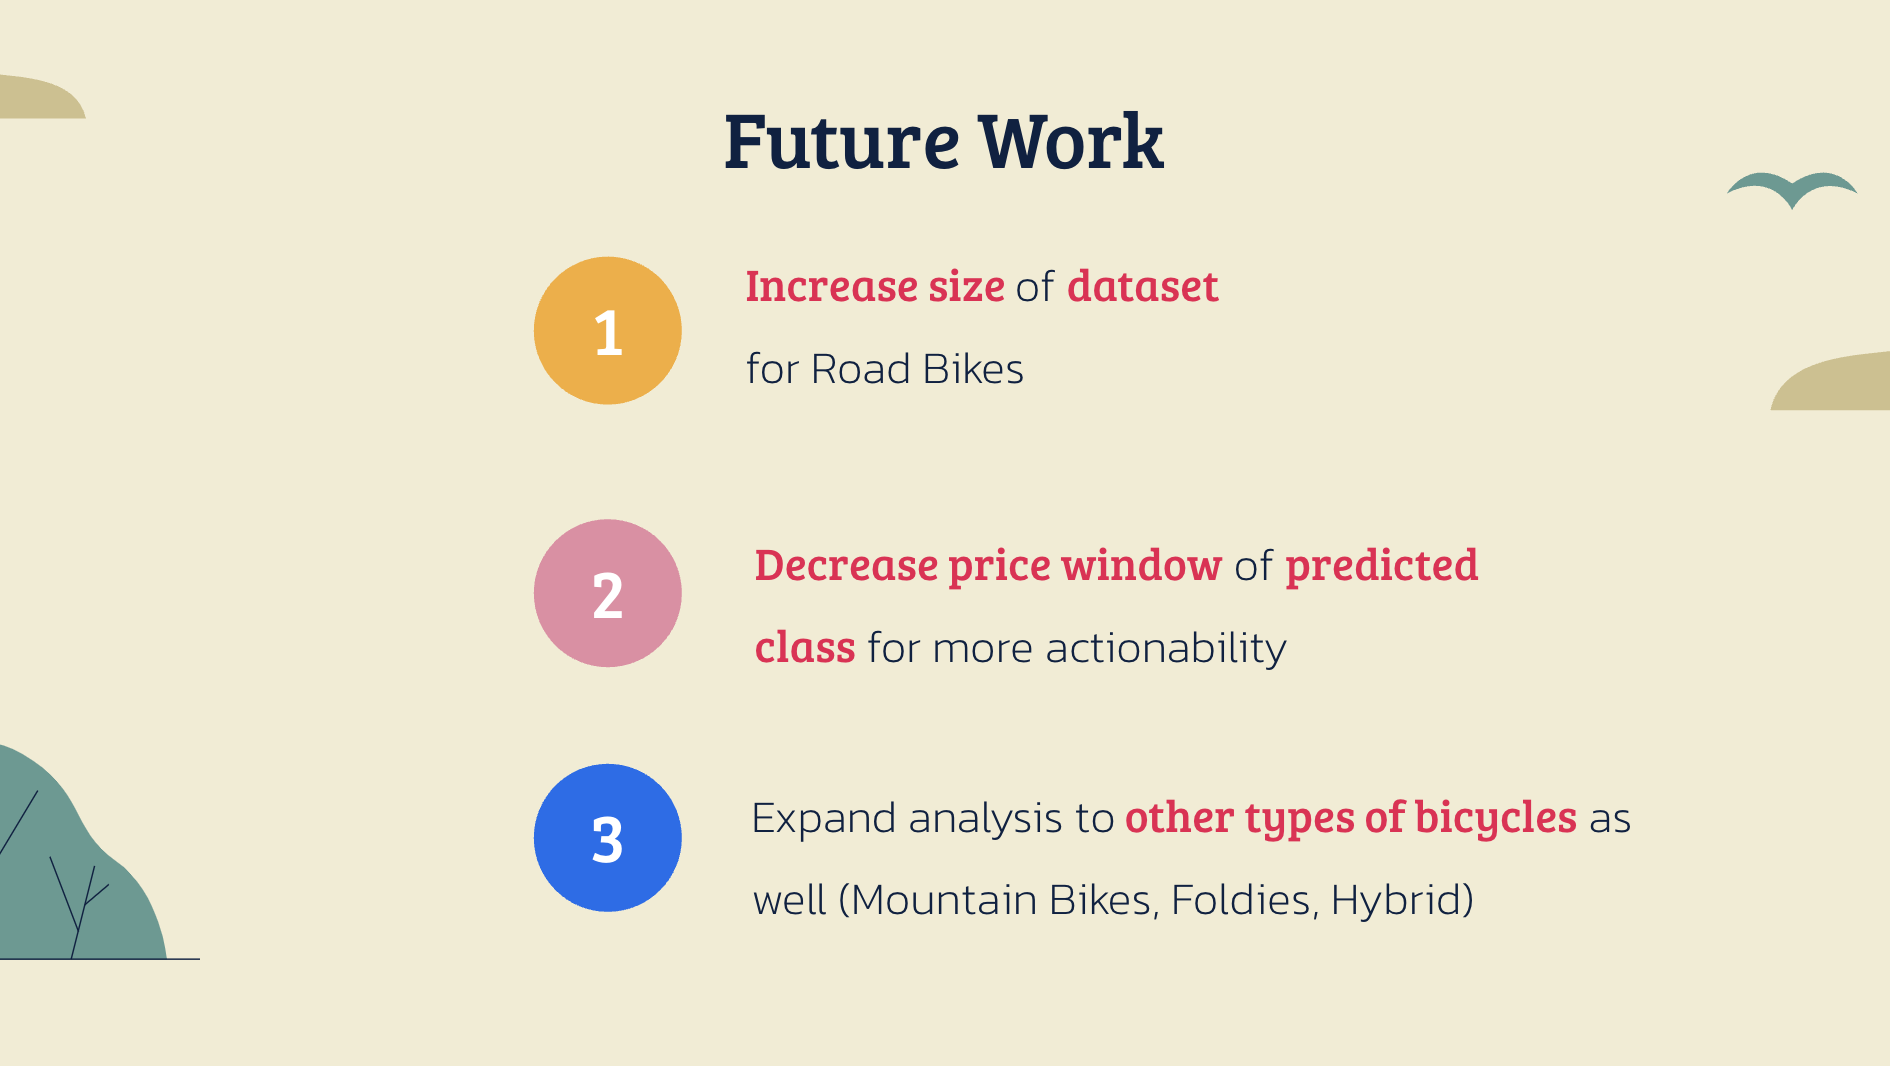 Future Work
1
Increase size of dataset
for Road Bikes
2
Decrease price window of predicted
class for more actionability
3
Expand analysis to other types of bicycles as
well (Mountain Bikes, Foldies, Hybrid)